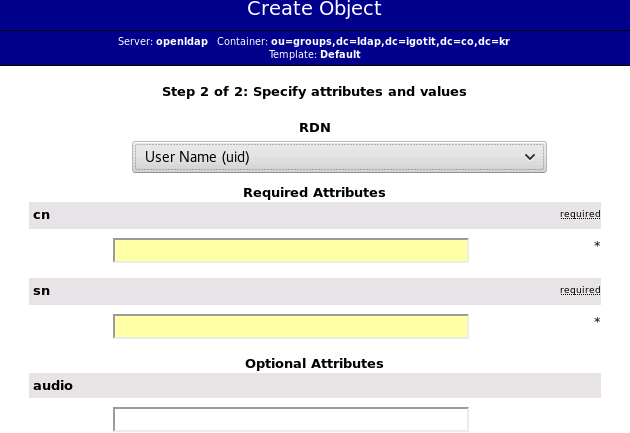 Create Object
Server: openldap Container: ou=groups,dc=ldap,dc=igotit,dc=co,dc=kr
Template: Default
Step 2 of 2: Specify attributes and values
RDN
User Name (uid)
Required Attributes
cn required
*
sn required
*
Optional Attributes
audio